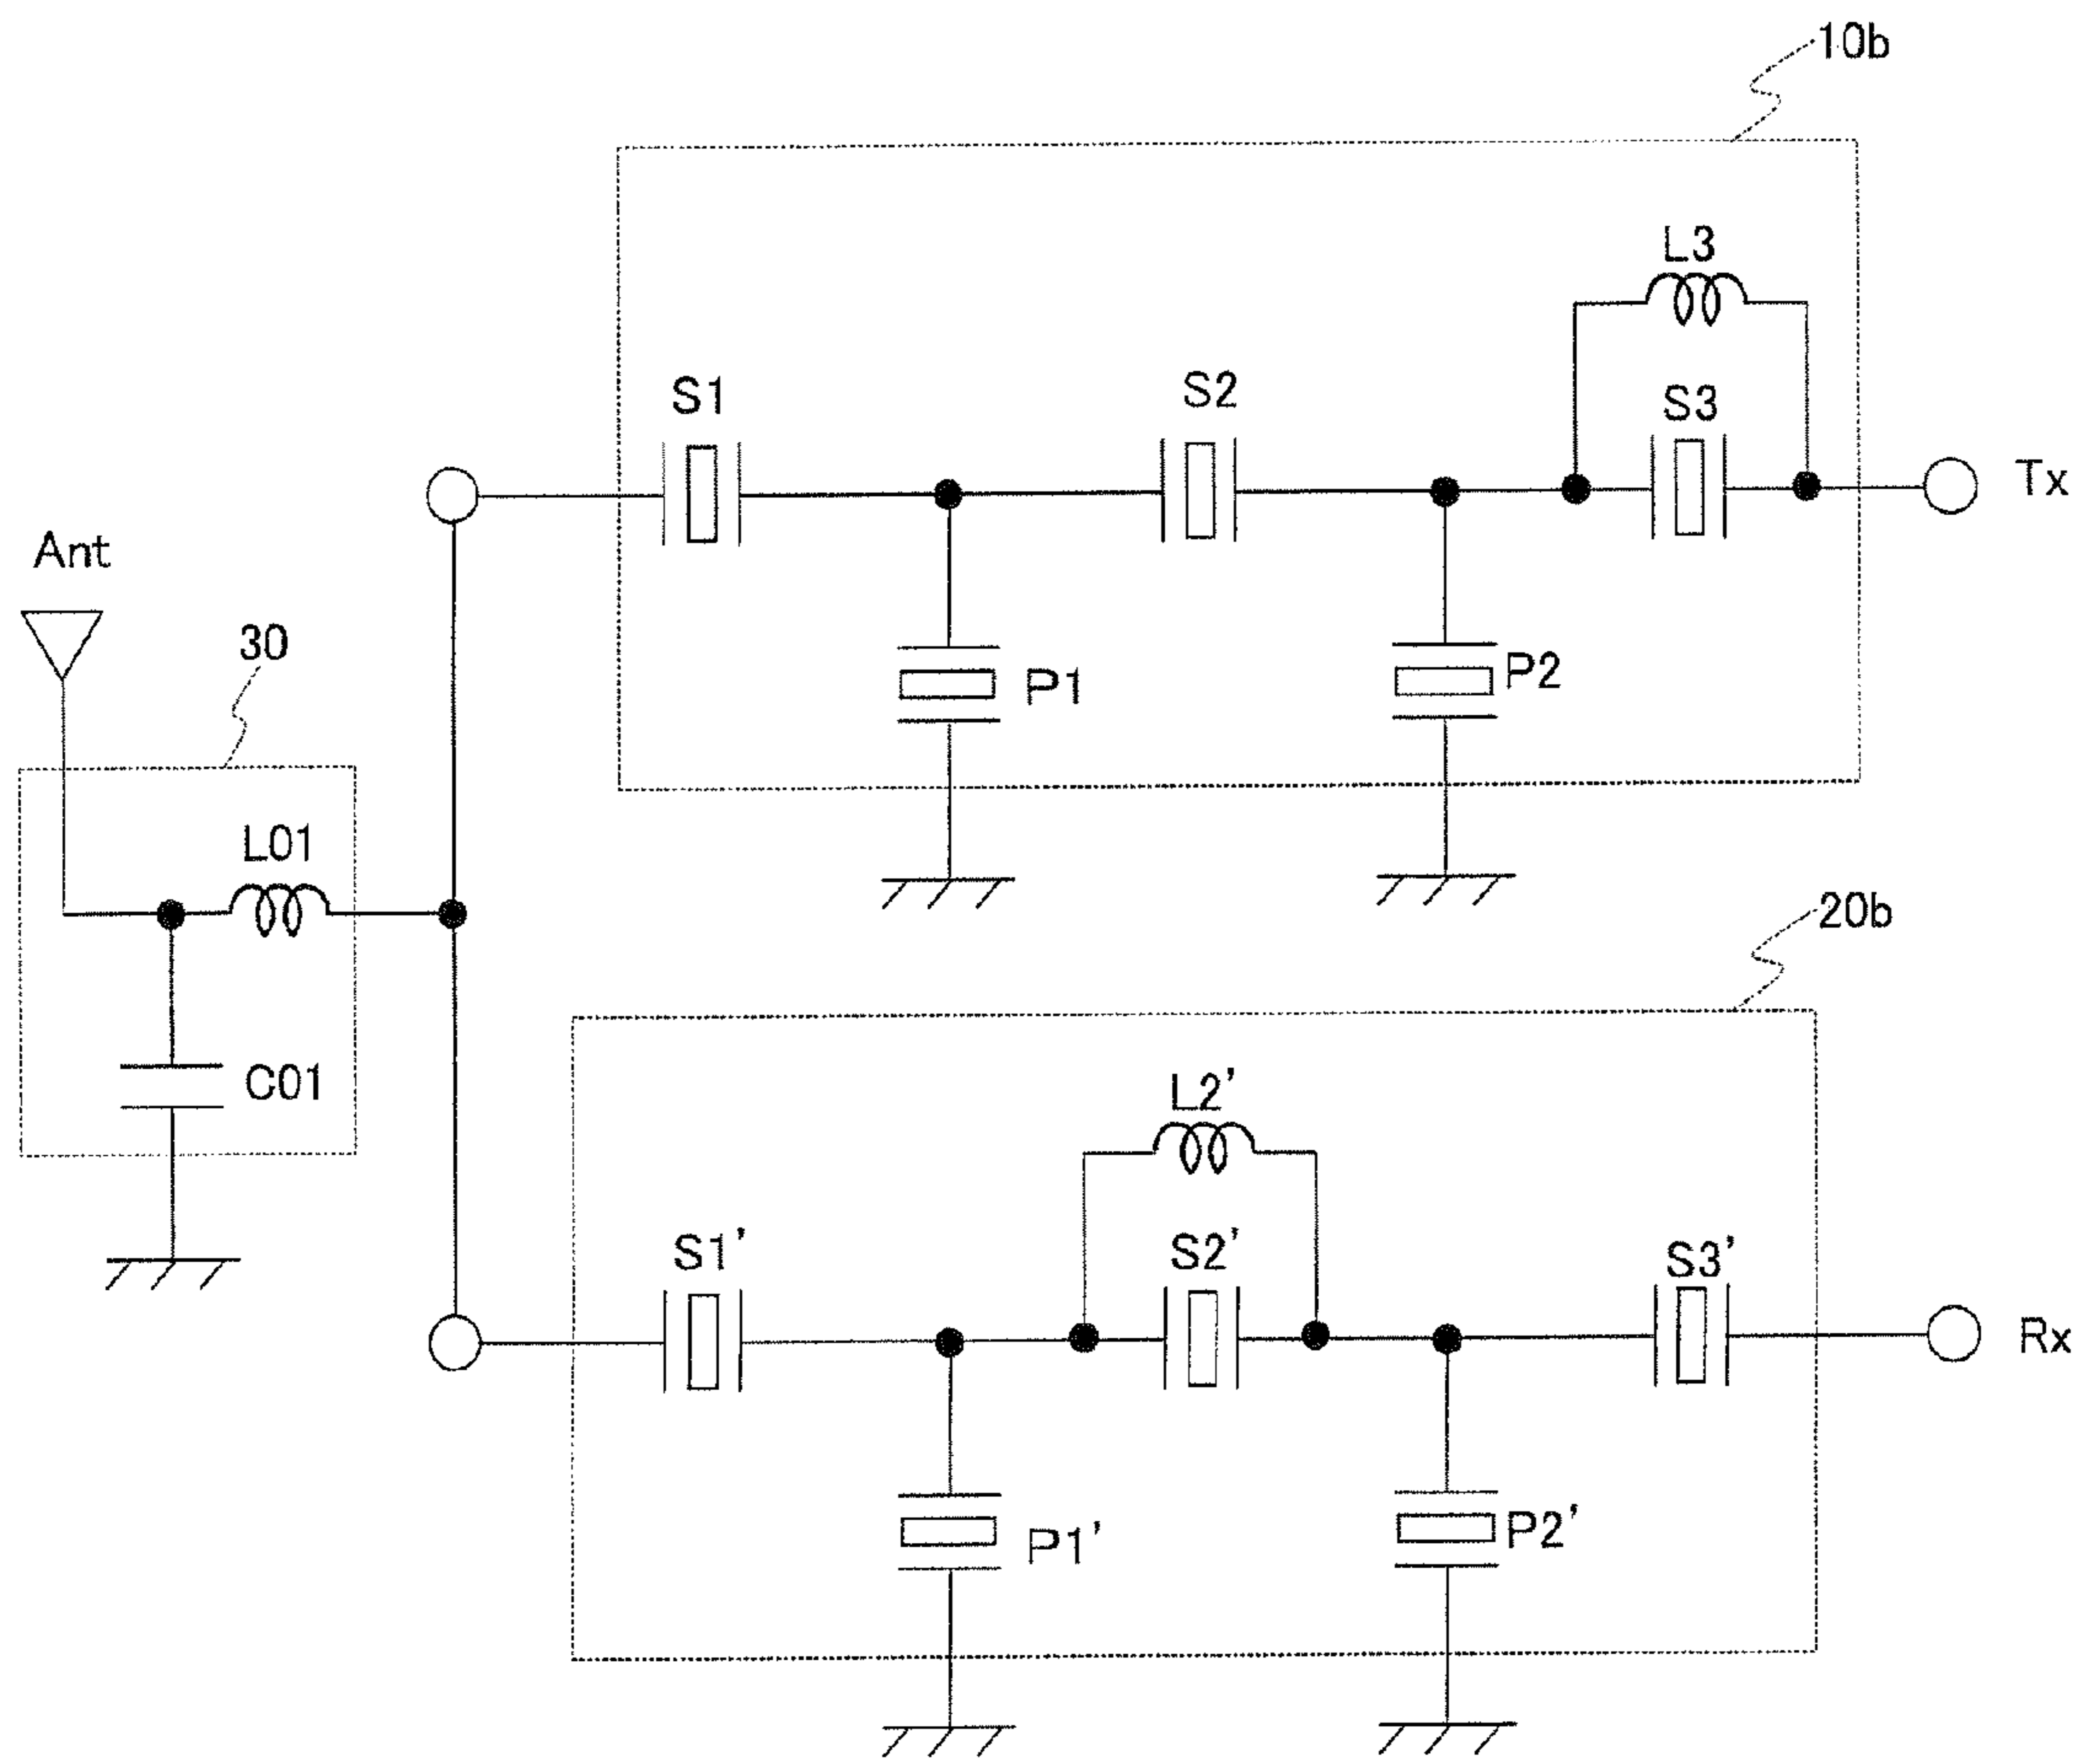 10b
L3
S1
S2
S3
Tx
Ant
30
P1
P2
L01
20b
C01
L2'
S1'
S2'
S3'
Rx
P1'
P2'